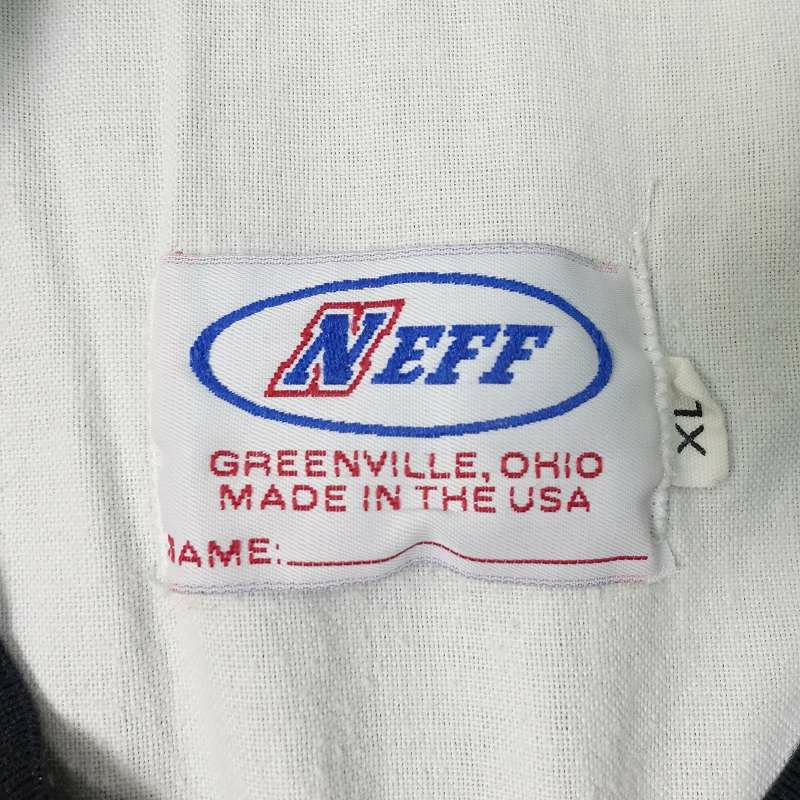 NEFF
GREENVILLE, OHIO
MADE IN THE USA
NAME:
XL